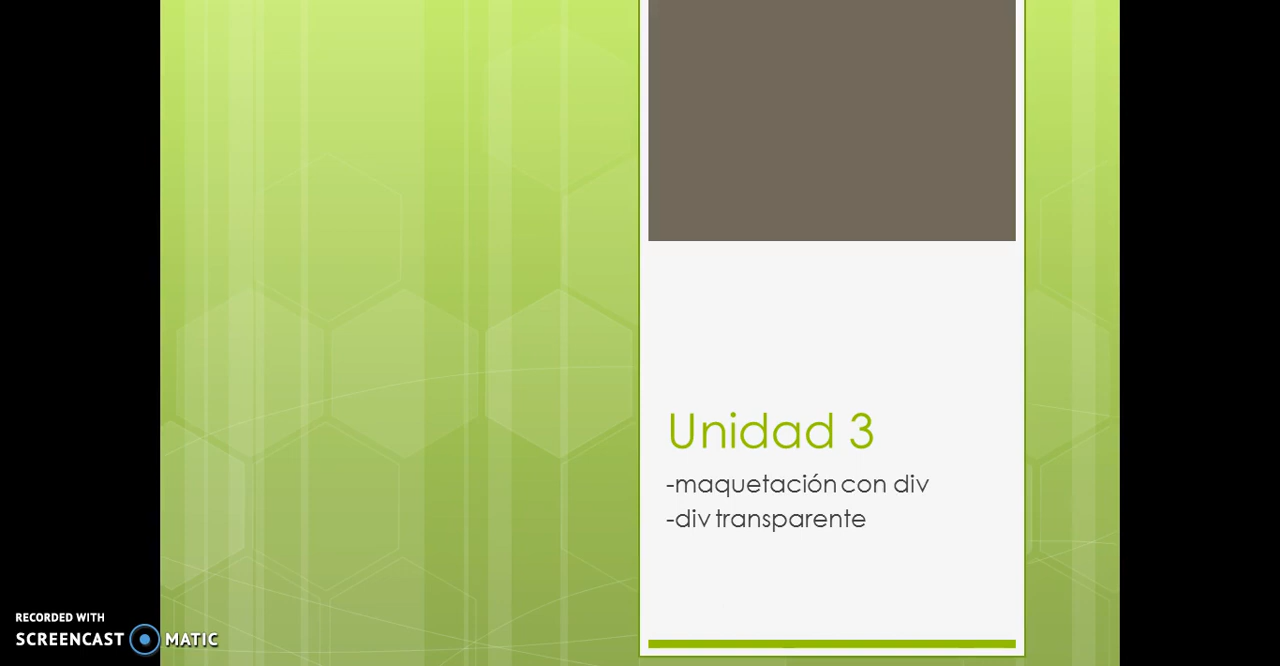 Unidad 3
-maquetación con div
-div transparente
RECORDED WITH
SCREENCAST MATIC